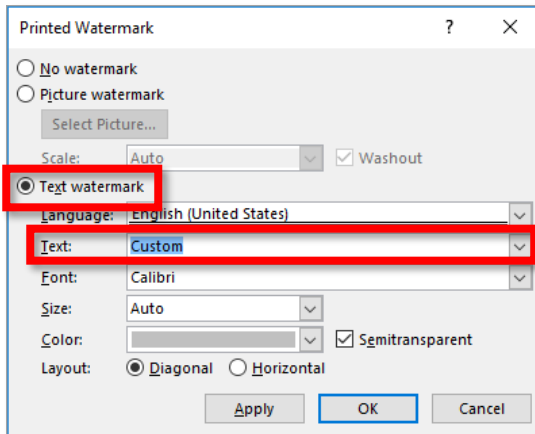 Printed Watermark ?
No watermark
Picture watermark
Select Picture...
Scale: Auto Washout
Text watermark
Language: English (United States)
Text: Custom
Font: Calibri
Size: Auto
Color: Semitransparent
Layout: Diagonal Horizontal
Apply OK Cancel